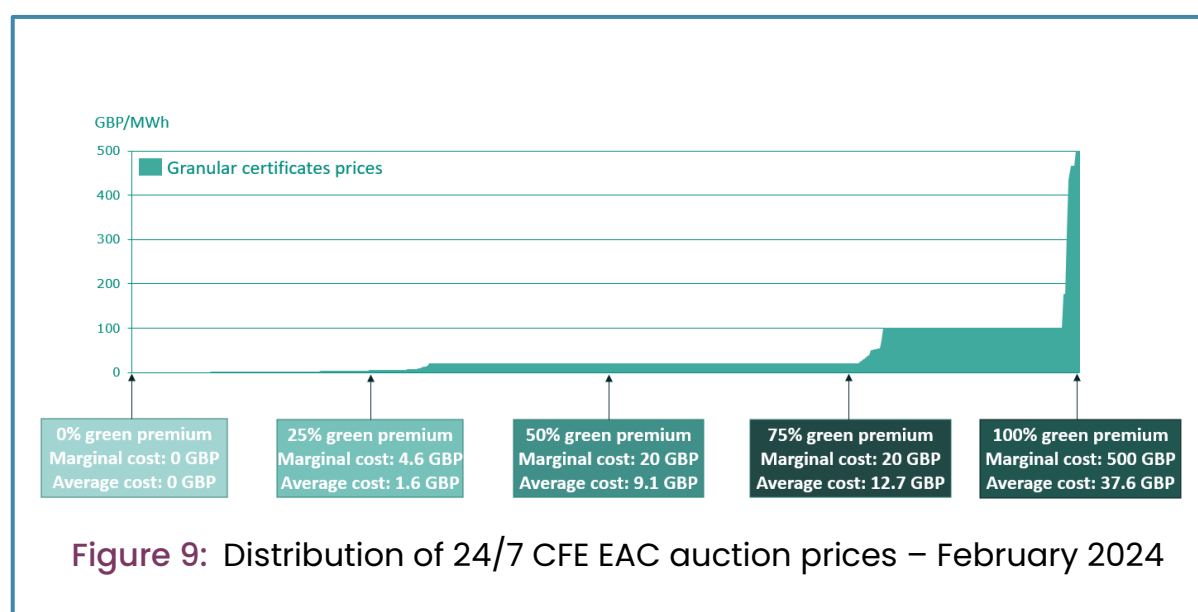 GBP/MWh
500
Granular certificates prices
400
300
200
100
0
0% green premium
Marginal cost: 0 GBP
Average cost: 0 GBP
25% green premium
Marginal cost: 4.6 GBP
Average cost: 1.6 GBP
50% green premium
Marginal cost: 20 GBP
Average cost: 9.1 GBP
75% green premium
Marginal cost: 20 GBP
Average cost: 12.7 GBP
100% green premium
Marginal cost: 500 GBP
Average cost: 37.6 GBP
Figure 9: Distribution of 24/7 CFE EAC auction prices – February 2024